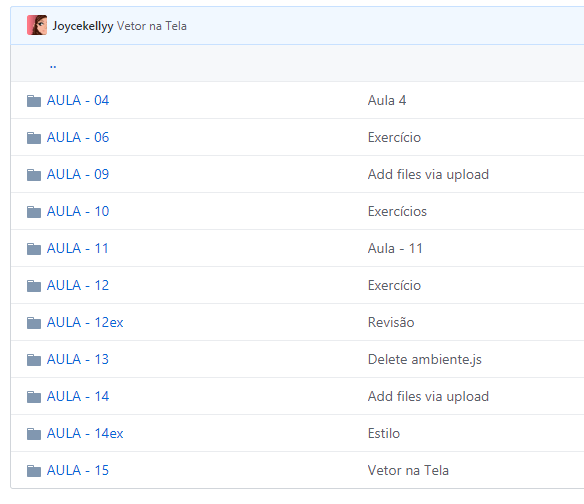 Joycekellyy Vetor na Tela
..
AULA - 04 Aula 4
AULA - 06 Exercício
AULA - 09 Add files via upload
AULA - 10 Exercícios
AULA - 11 Aula - 11
AULA - 12 Exercício
AULA - 12ex Revisão
AULA - 13 Delete ambiente.js
AULA - 14 Add files via upload
AULA - 14ex Estilo
AULA - 15 Vetor na Tela